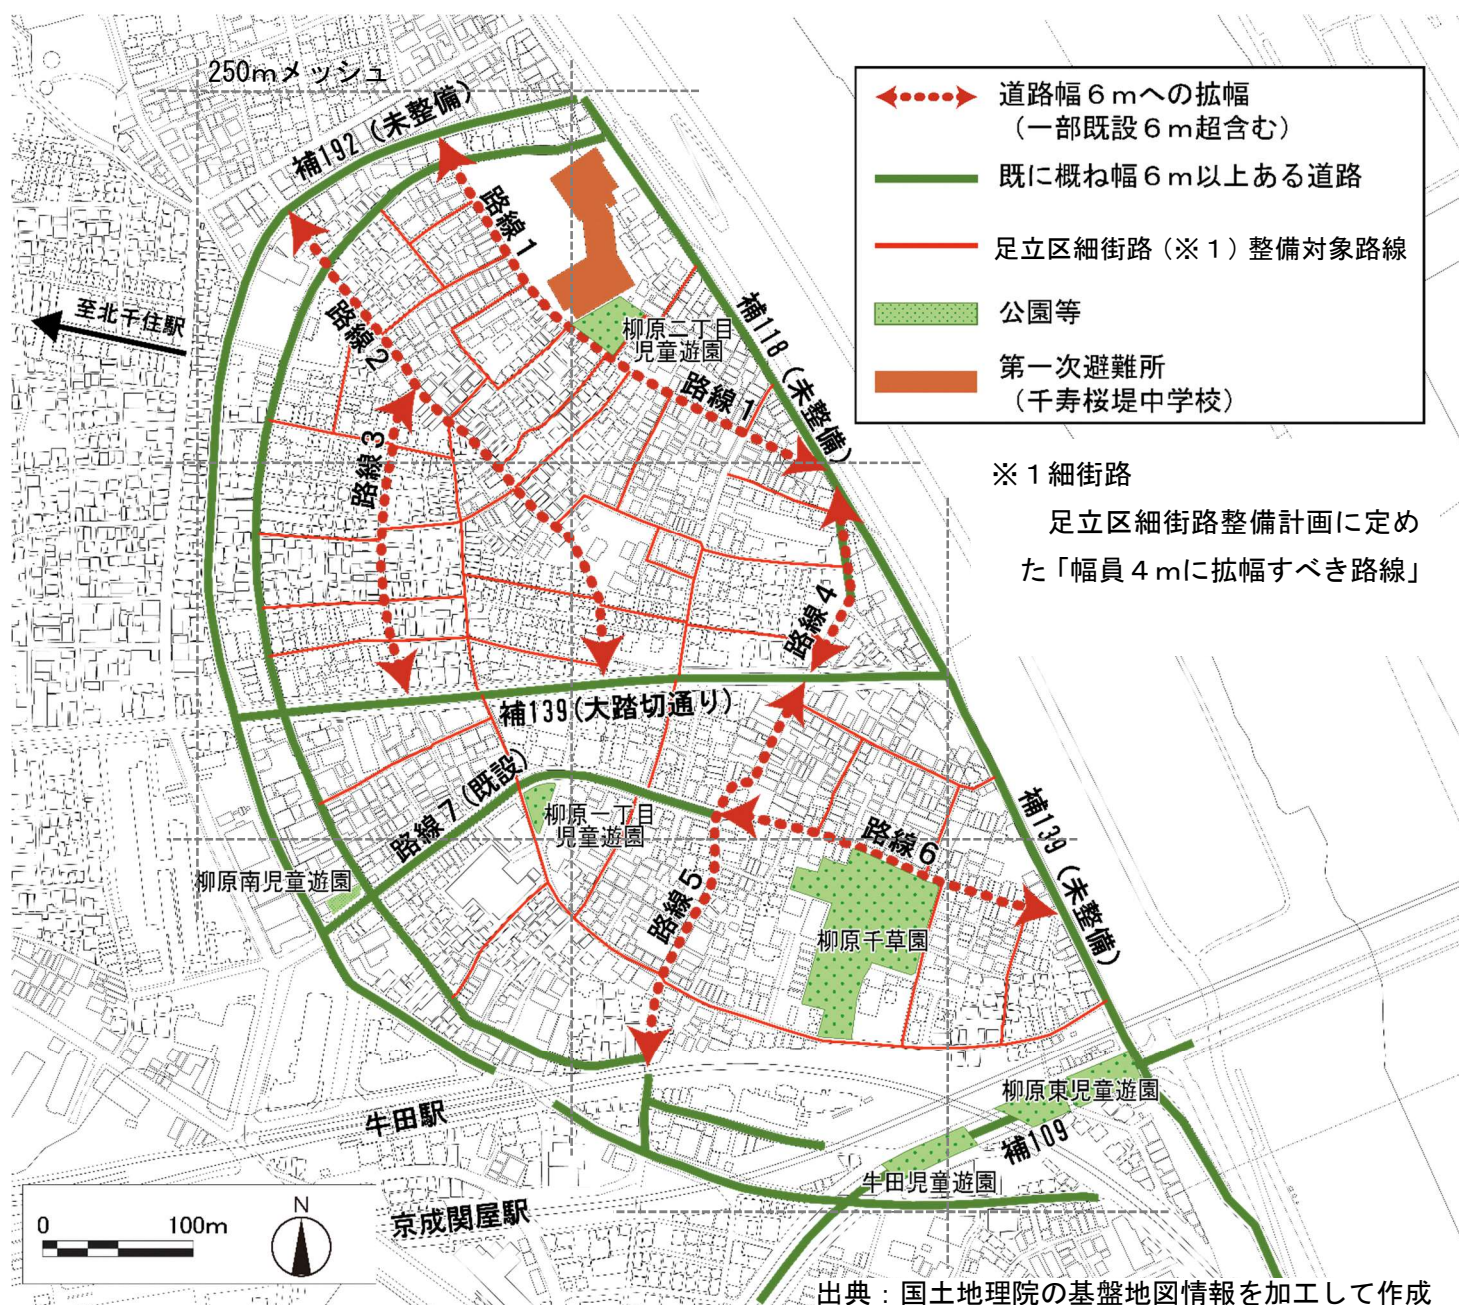 250mメッシュ
補192(未整備)
道路幅6mへの拡幅
(一部既設6m超含む)
既に概ね幅6m以上ある道路
足立区細街路(※1)整備対象路線
公園等
第一次避難所
(千寿桜堤中学校)
※1細街路
足立区細街路整備計画に定め
た「幅員4mに拡幅すべき路線」
路線1
至北千住駅
路線2
柳原二丁目
児童遊園
補118(未整備)
路線1
路線3
路線4
補139(大踏切通り)
路線7(既設)
柳原一丁目
児童遊園
補139(未整備)
路線6
柳原南児童遊園
路線5
柳原千草園
柳原東児童遊園
牛田駅
補109
牛田児童遊園
京成関屋駅
0 100m
N
出典:国土地理院の基盤地図情報を加工して作成